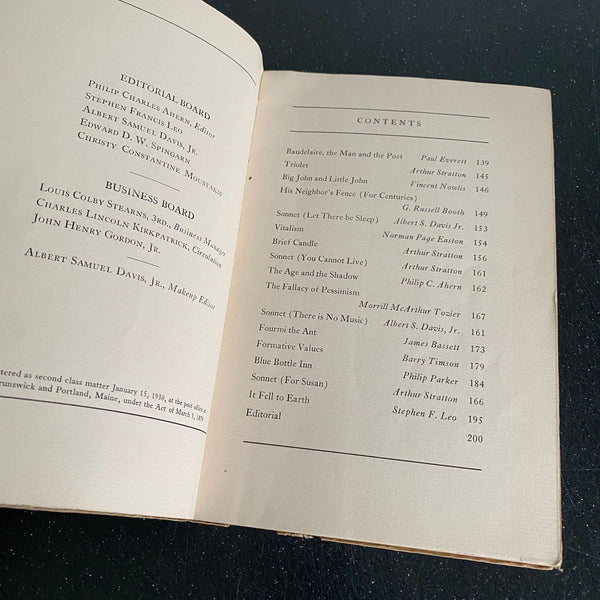 EDITORIAL BOARD
PHILIP CHARLES AHERN, Editor
STEPHEN FRANCIS LEO
ALBERT SAMUEL DAVIS, JR.
EDWARD D. W. SPINGARN
CHRISTY CONSTANTINE MOUSTAKIS
BUSINESS BOARD
LOUIS COLBY STEARNS, 3RD., Business Manager
CHARLES LINCOLN KIRKPATRICK, Circulation
JOHN HENRY GORDON, JR.
ALBERT SAMUEL DAVIS, JR., Makeup Editor
tered as second class matter January 15, 1930, at the post office a
runswick and Portland, Maine, under the Act of March 3, 1879
CONTENTS
Baudelaire, the Man and the Poet Paul Everett 139
Triolet Arthur Stratton 145
Big John and Little John Vincent Nowlis 146
His Neighbor's Fence (For Centuries)
G. Russell Booth 149
Sonnet (Let There be Sleep) Albert S. Davis Jr. 153
Vitalism Norman Page Easton 154
Brief Candle Arthur Stratton 156
Sonnet (You Cannot Live) Arthur Stratton 161
The Age and the Shadow Philip C. Ahern 162
The Fallacy of Pessimism
Morrill McArthur Tozier 167
Sonnet (There is No Music) Albert S. Davis, Jr. 161
Fourmi the Ant James Bassett 173
Formative Values Barry Timson 179
Blue Bottle Inn Philip Parker 184
Sonnet (For Susan) Arthur Stratton 166
It Fell to Earth Stephen F. Leo 195
Editorial 200